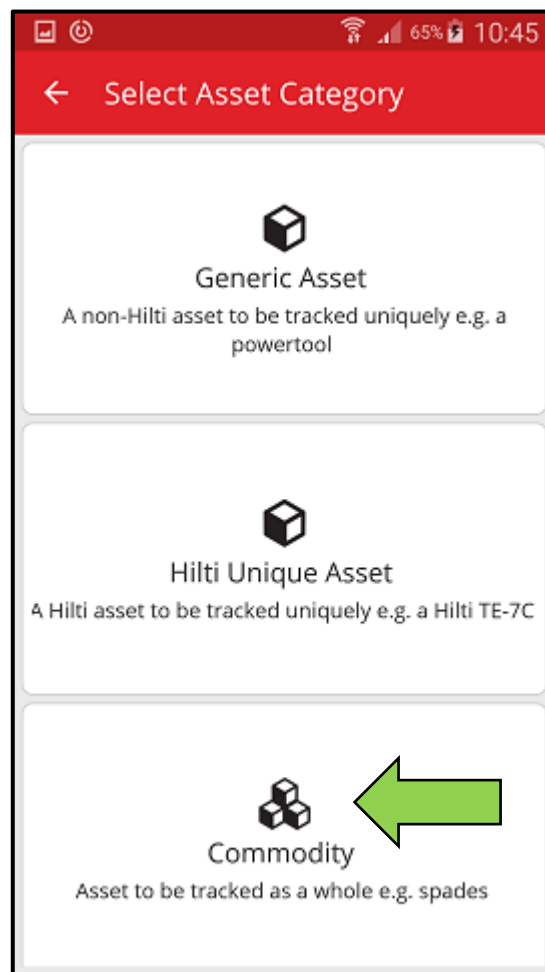 65% 10:45
Select Asset Category
Generic Asset
A non-Hilti asset to be tracked uniquely e.g. a
powertool
Hilti Unique Asset
A Hilti asset to be tracked uniquely e.g. a Hilti TE-7C
Commodity
Asset to be tracked as a whole e.g. spades